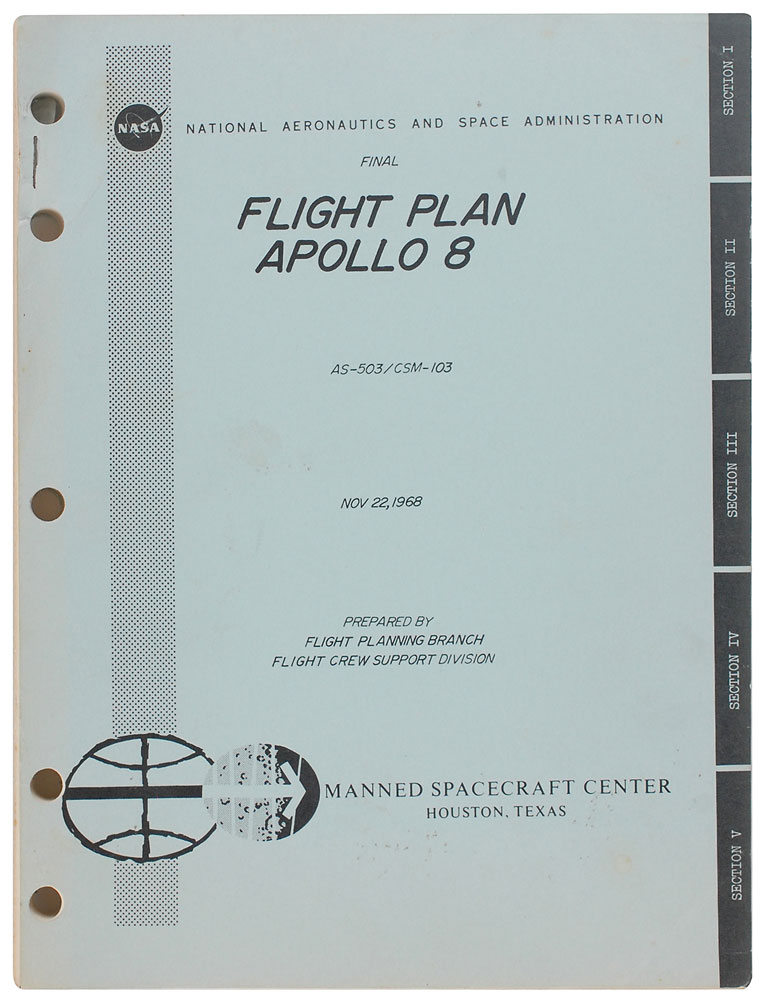 NASA
NATIONAL AERONAUTICS AND SPACE ADMINISTRATION
FINAL
FLIGHT PLAN
APOLLO 8
AS-503/CSM-103
NOV 22, 1968
PREPARED BY
FLIGHT PLANNING BRANCH
FLIGHT CREW SUPPORT DIVISION
MANNED SPACECRAFT CENTER
HOUSTON, TEXAS
SECTION I
SECTION II
SECTION III
SECTION IV
SECTION V